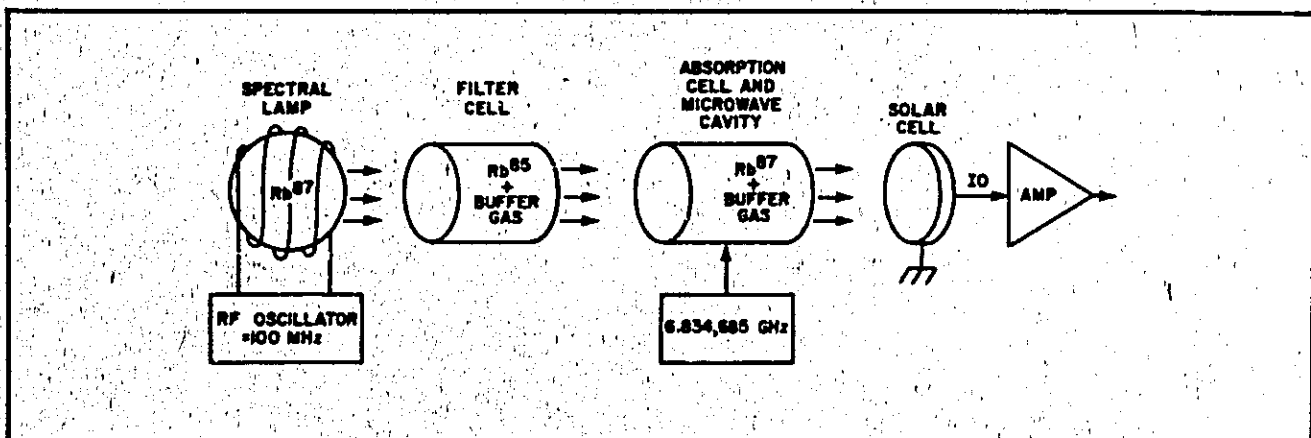 SPECTRAL
LAMP
Rb87
RF OSCILLATOR
≈100 MHz
FILTER
CELL
Rb85
+
BUFFER
GAS
ABSORPTION
CELL AND
MICROWAVE
CAVITY
Rb87
+
BUFFER
GAS
6.834,685 GHz
SOLAR
CELL
IO
AMP